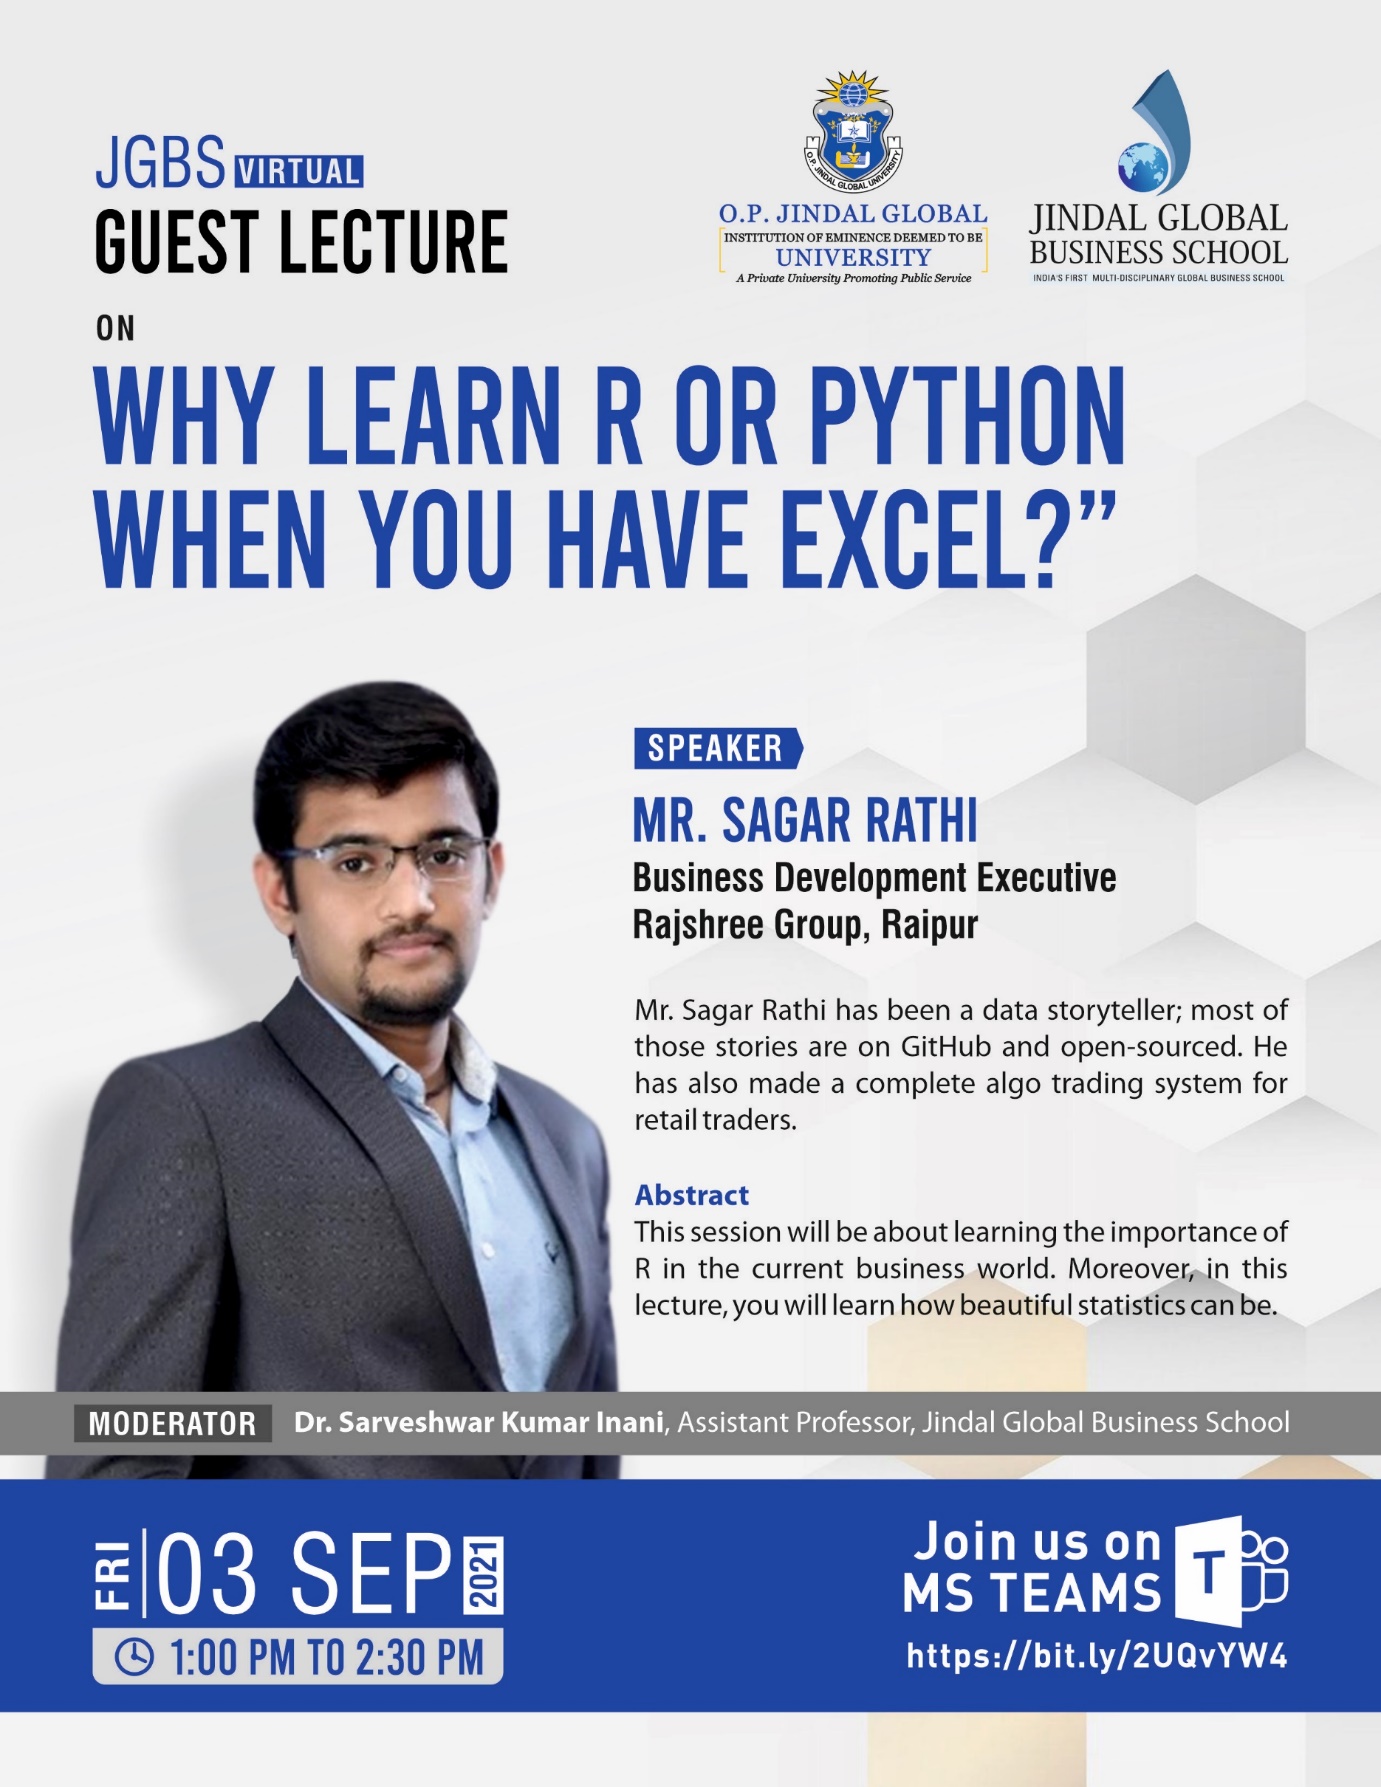 JGBS VIRTUAL
GUEST LECTURE
O.P. JINDAL GLOBAL UNIVERSITY
O.P. JINDAL GLOBAL
INSTITUTION OF EMINENCE DEEMED TO BE
UNIVERSITY
A Private University Promoting Public Service
JINDAL GLOBAL
BUSINESS SCHOOL
INDIA'S FIRST MULTI-DISCIPLINARY GLOBAL BUSINESS SCHOOL
ON
WHY LEARN R OR PYTHON
WHEN YOU HAVE EXCEL?”
SPEAKER
MR. SAGAR RATHI
Business Development Executive
Rajshree Group, Raipur
Mr. Sagar Rathi has been a data storyteller; most of
those stories are on GitHub and open-sourced. He
has also made a complete algo trading system for
retail traders.
Abstract
This session will be about learning the importance of
R in the current business world. Moreover, in this
lecture, you will learn how beautiful statistics can be.
MODERATOR Dr. Sarveshwar Kumar Inani, Assistant Professor, Jindal Global Business School
FRI 03 SEP 2021
1:00 PM TO 2:30 PM
Join us on
MS TEAMS
T
https://bit.ly/2UQvYW4